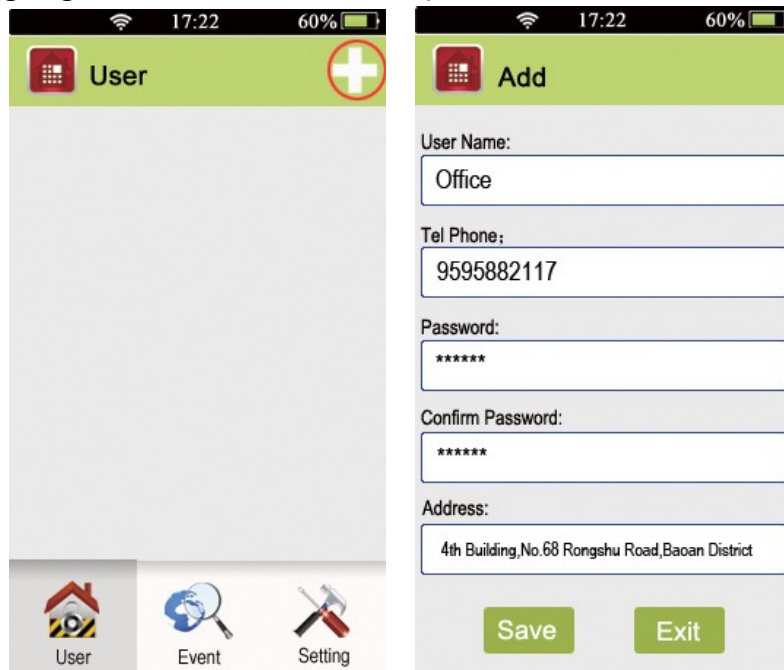 17:22 60%
User
User Event Setting
17:22 60%
Add
User Name:
Office
Tel Phone;
9595882117
Password:
******
Confirm Password:
******
Address:
4th Building,No.68 Rongshu Road,Baoan District
Save Exit